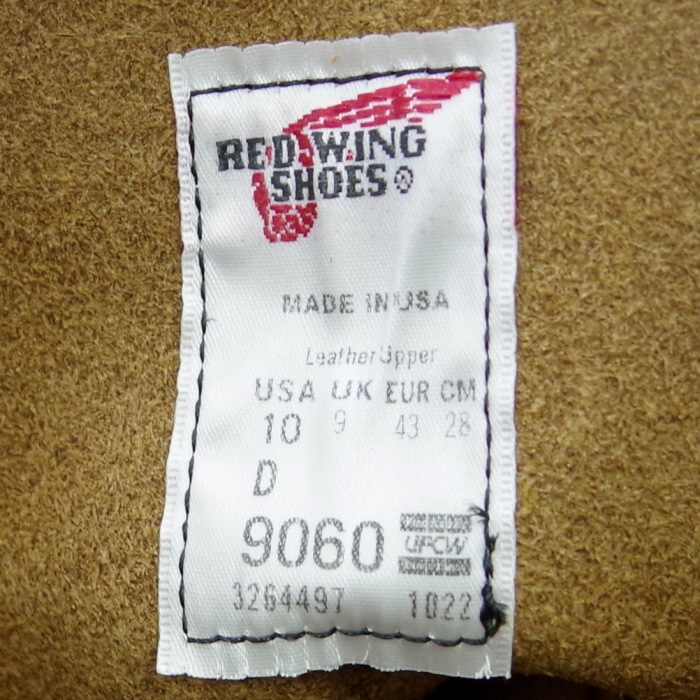 RED WING
SHOES®
MADE IN USA
Leather Upper
USA UK EUR CM
10 9 43 28
D
9060
UFCW
3264497 1022